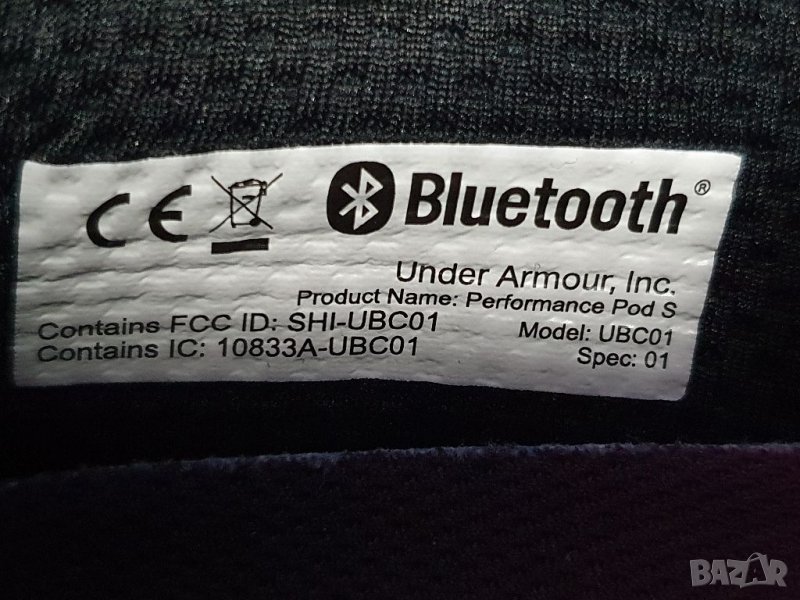 CE Bluetooth®
Under Armour, Inc.
Product Name: Performance Pod S
Contains FCC ID: SHI-UBC01 Model: UBC01
Contains IC: 10833A-UBC01 Spec: 01
BAZAR